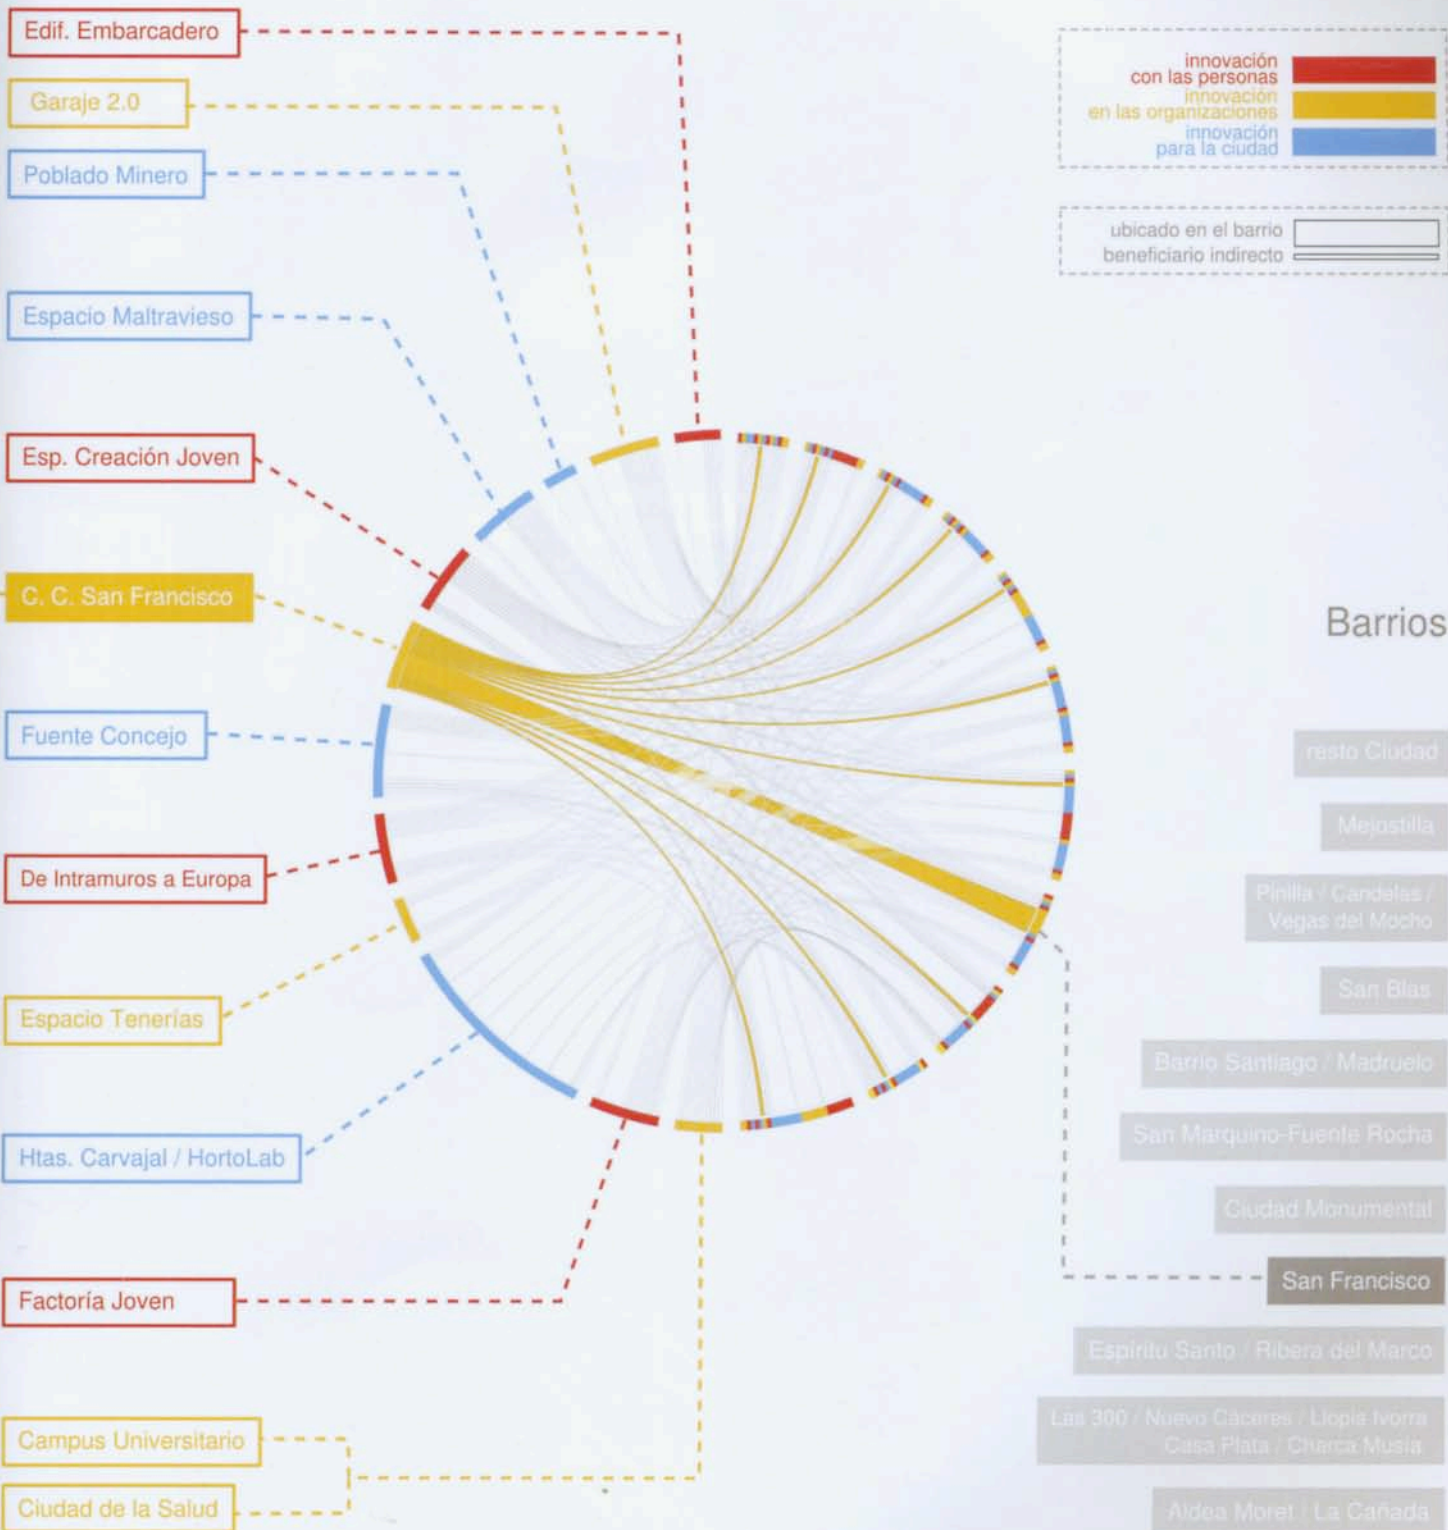 Edif. Embarcadero
Garaje 2.0
Poblado Minero
Espacio Maltravieso
Esp. Creación Joven
C. C. San Francisco
Fuente Concejo
De Intramuros a Europa
Espacio Tenerías
Htas. Carvajal / HortoLab
Factoría Joven
Campus Universitario
Ciudad de la Salud
innovación
con las personas
innovación
en las organizaciones
innovación
para la ciudad
ubicado en el barrio
beneficiario indirecto
Barrios
resto Ciudad
Mejostilla
Pinilla / Candelas /
Vegas del Mocho
San Blas
Barrio Santiago / Madruelo
San Marquino-Fuente Rocha
Ciudad Monumental
San Francisco
Espíritu Santo / Ribera del Marco
Las 300 / Nuevo Cáceres / Llopis Ivorra
Casa Plata / Charca Musia
Aldea Moret / La Cañada